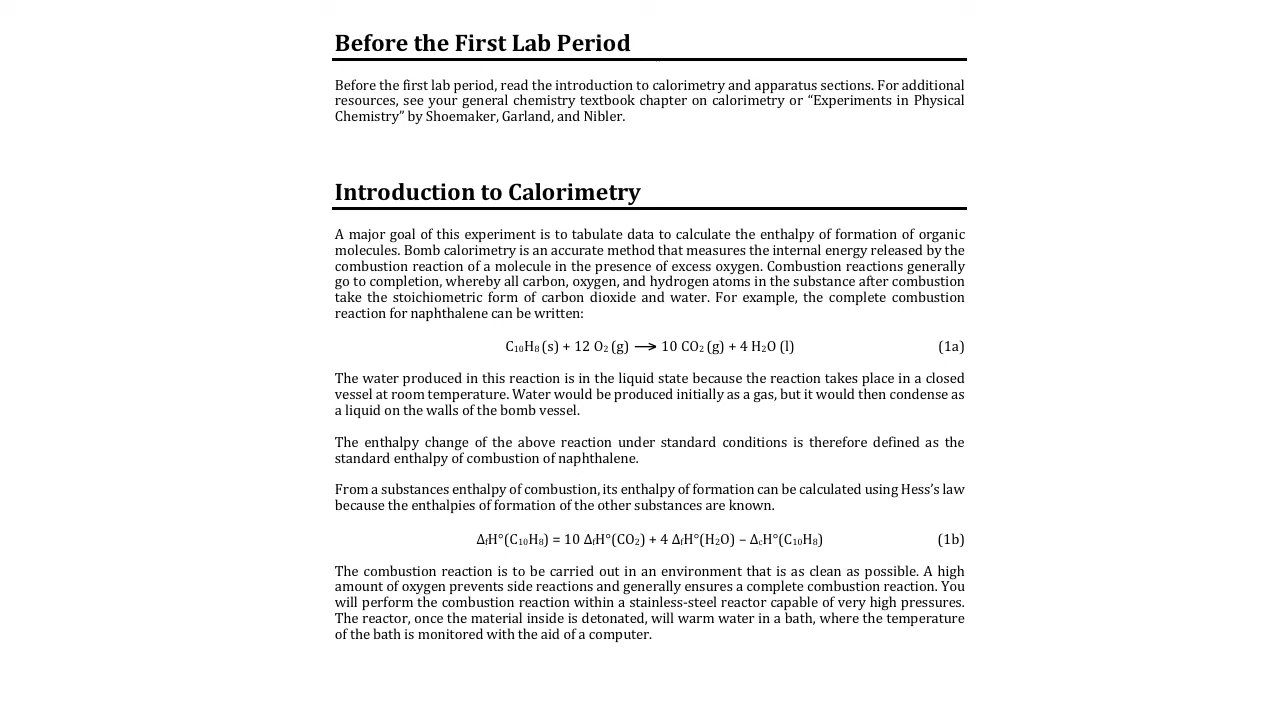 Before the First Lab Period
Before the first lab period, read the introduction to calorimetry and apparatus sections. For additional
resources, see your general chemistry textbook chapter on calorimetry or “Experiments in Physical
Chemistry” by Shoemaker, Garland, and Nibler.
Introduction to Calorimetry
A major goal of this experiment is to tabulate data to calculate the enthalpy of formation of organic
molecules. Bomb calorimetry is an accurate method that measures the internal energy released by the
combustion reaction of a molecule in the presence of excess oxygen. Combustion reactions generally
go to completion, whereby all carbon, oxygen, and hydrogen atoms in the substance after combustion
take the stoichiometric form of carbon dioxide and water. For example, the complete combustion
reaction for naphthalene can be written:
C₁₀H₈ (s) + 12 O₂ (g) ⟶ 10 CO₂ (g) + 4 H₂O (l) (1a)
The water produced in this reaction is in the liquid state because the reaction takes place in a closed
vessel at room temperature. Water would be produced initially as a gas, but it would then condense as
a liquid on the walls of the bomb vessel.
The enthalpy change of the above reaction under standard conditions is therefore defined as the
standard enthalpy of combustion of naphthalene.
From a substances enthalpy of combustion, its enthalpy of formation can be calculated using Hess’s law
because the enthalpies of formation of the other substances are known.
ΔfH°(C₁₀H₈) = 10 ΔfH°(CO₂) + 4 ΔfH°(H₂O) – ΔcH°(C₁₀H₈) (1b)
The combustion reaction is to be carried out in an environment that is as clean as possible. A high
amount of oxygen prevents side reactions and generally ensures a complete combustion reaction. You
will perform the combustion reaction within a stainless-steel reactor capable of very high pressures.
The reactor, once the material inside is detonated, will warm water in a bath, where the temperature
of the bath is monitored with the aid of a computer.